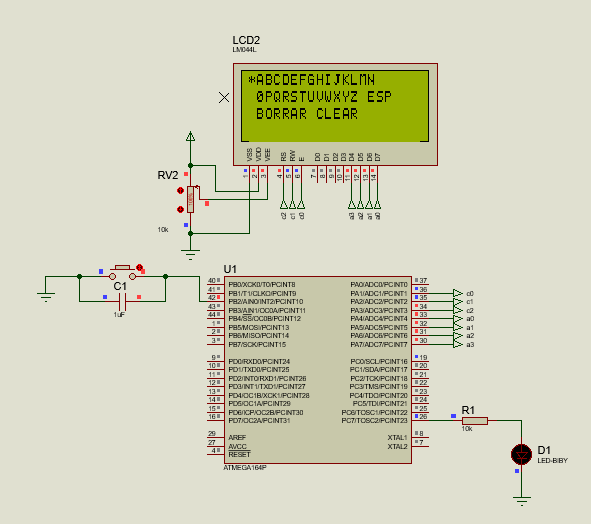 LCD2
LM044L
*ABCDEFGHIJKLMN
0PQRSTUVWXYZ ESP
BORRAR CLEAR
VSS VDD VEE RS RW E D0 D1 D2 D3 D4 D5 D6 D7
1 2 3 4 5 6 7 8 9 10 11 12 13 14
RV2
10k
c2 c1 c0 a3 a2 a1 a0
C1
1uF
U1
40 PB0/XCK0/T0/PCINT8 PA0/ADC0/PCINT0 37
41 PB1/T1/CLKO/PCINT9 PA1/ADC1/PCINT1 36 c0
42 PB2/AIN0/INT2/PCINT10 PA2/ADC2/PCINT2 35 c1
43 PB3/AIN1/OC0A/PCINT11 PA3/ADC3/PCINT3 34 c2
44 PB4/SS/OC0B/PCINT12 PA4/ADC4/PCINT4 33 a0
1 PB5/MOSI/PCINT13 PA5/ADC5/PCINT5 32 a1
2 PB6/MISO/PCINT14 PA6/ADC6/PCINT6 31 a2
3 PB7/SCK/PCINT15 PA7/ADC7/PCINT7 30 a3
9 PD0/RXD0/PCINT24 PC0/SCL/PCINT16 19
10 PD1/TXD0/PCINT25 PC1/SDA/PCINT17 20
11 PD2/INT0/RXD1/PCINT26 PC2/TCK/PCINT18 21
12 PD3/INT1/TXD1/PCINT27 PC3/TMS/PCINT19 22
13 PD4/OC1B/XCK1/PCINT28 PC4/TDO/PCINT20 23
14 PD5/OC1A/PCINT29 PC5/TDI/PCINT21 24
15 PD6/ICP/OC2B/PCINT30 PC6/TOSC1/PCINT22 25
16 PD7/OC2A/PCINT31 PC7/TOSC2/PCINT23 26
29 AREF XTAL1 8
27 AVCC XTAL2 7
4 RESET
ATMEGA164P
R1
10k
D1
LED-BIBY